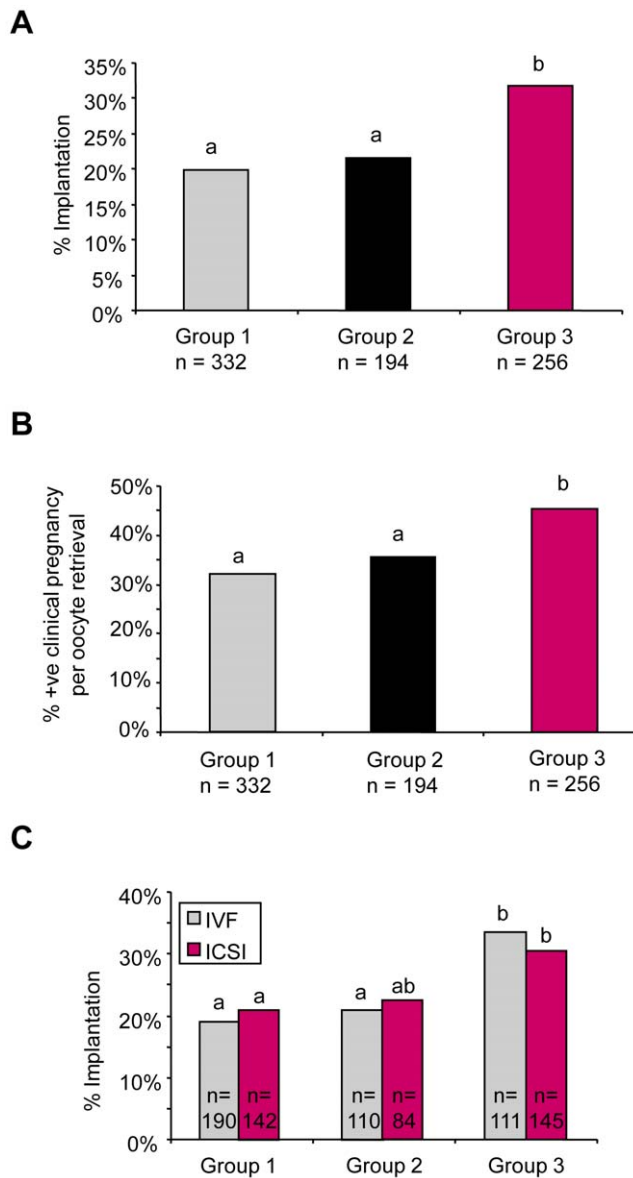 A
% Implantation
35%
30%
25%
20%
15%
10%
5%
0%
a
a
b
Group 1
n = 332
Group 2
n = 194
Group 3
n = 256
B
% +ve clinical pregnancy
per oocyte retrieval
50%
40%
30%
20%
10%
0%
a
a
b
Group 1
n = 332
Group 2
n = 194
Group 3
n = 256
C
% Implantation
40%
30%
20%
10%
0%
IVF
ICSI
a
a
a
ab
b
b
n=
190
n=
142
n=
110
n=
84
n=
111
n=
145
Group 1
Group 2
Group 3